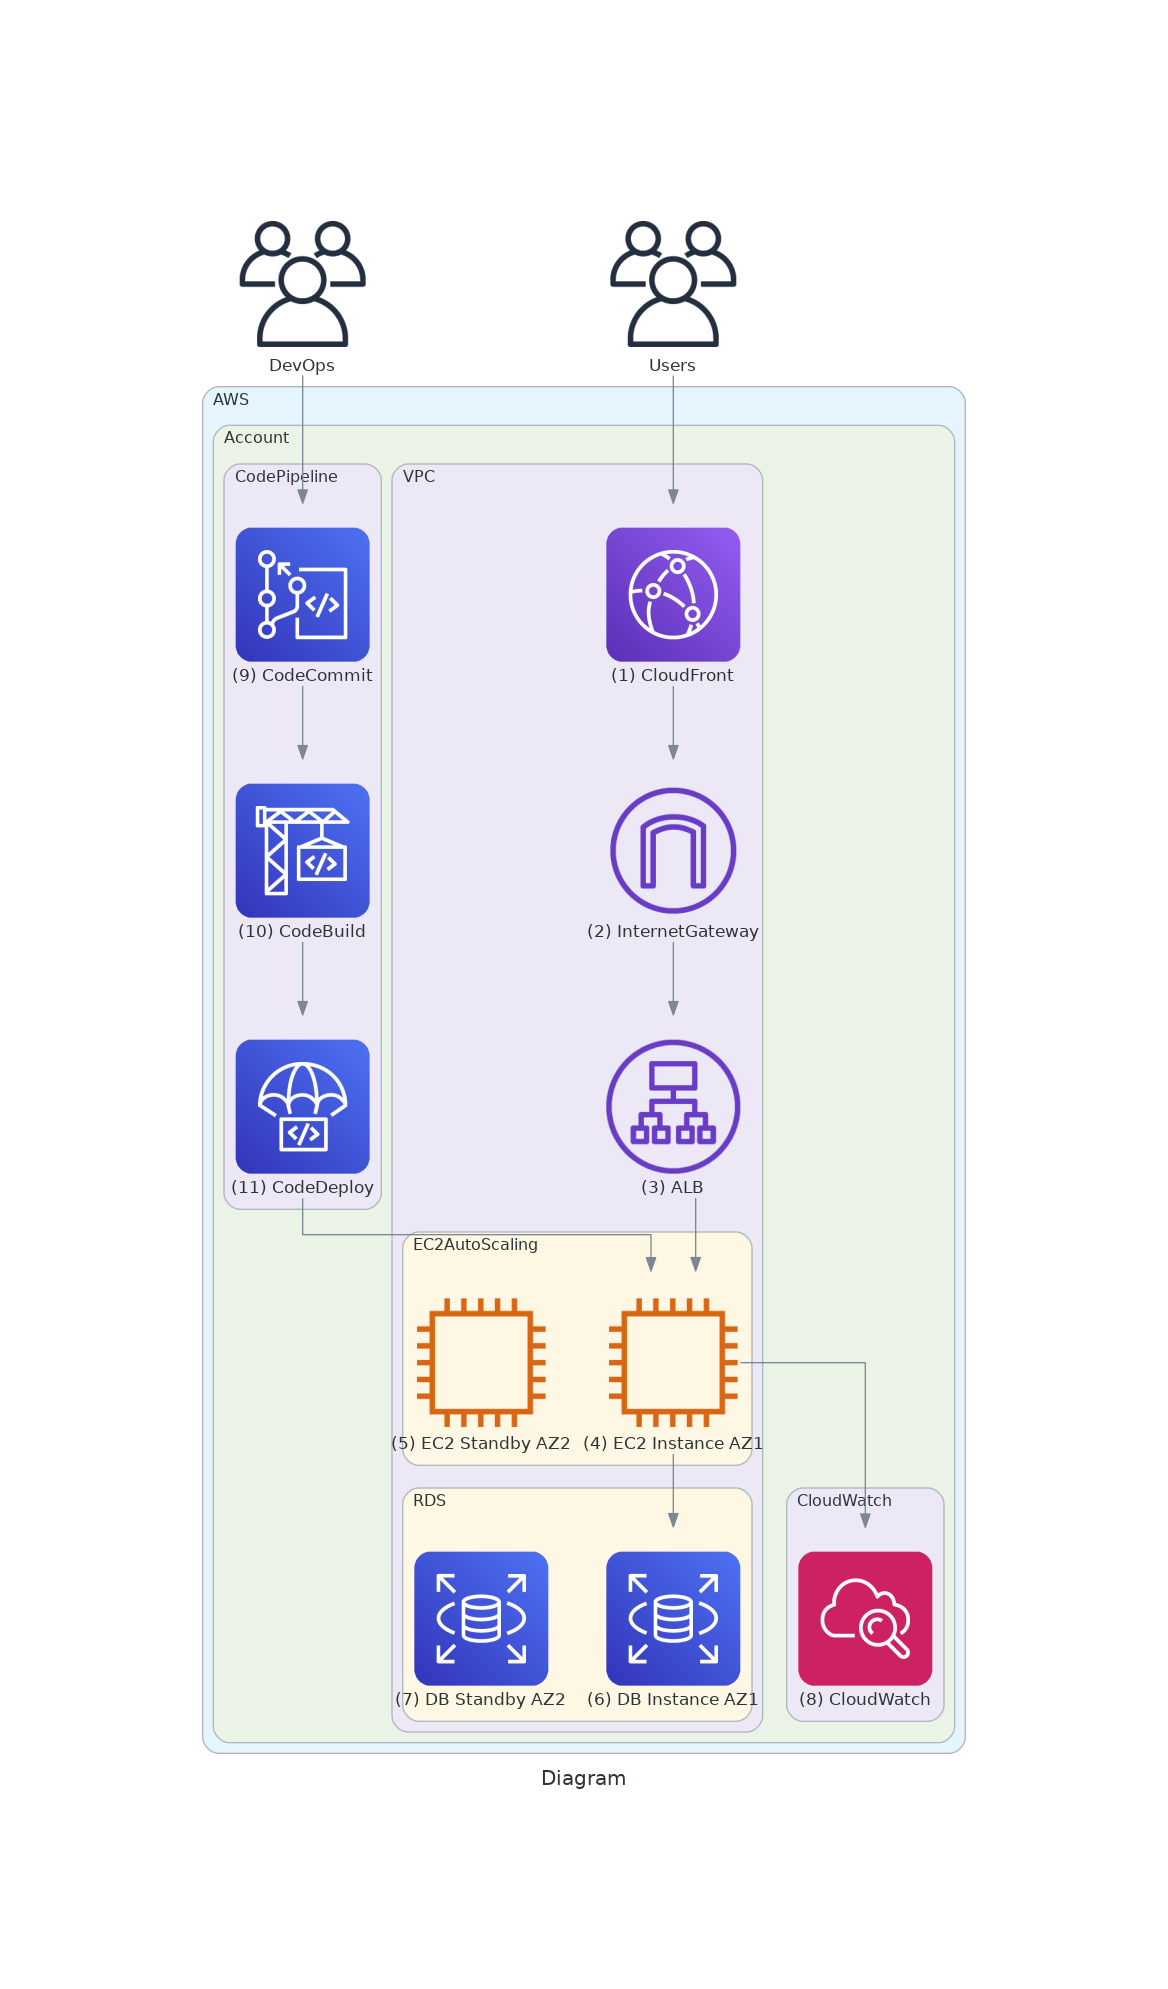 DevOps
Users
AWS
Account
CodePipeline
VPC
(9) CodeCommit
(1) CloudFront
(10) CodeBuild
(2) InternetGateway
(11) CodeDeploy
(3) ALB
EC2AutoScaling
(5) EC2 Standby AZ2
(4) EC2 Instance AZ1
RDS
CloudWatch
(7) DB Standby AZ2
(6) DB Instance AZ1
(8) CloudWatch
Diagram